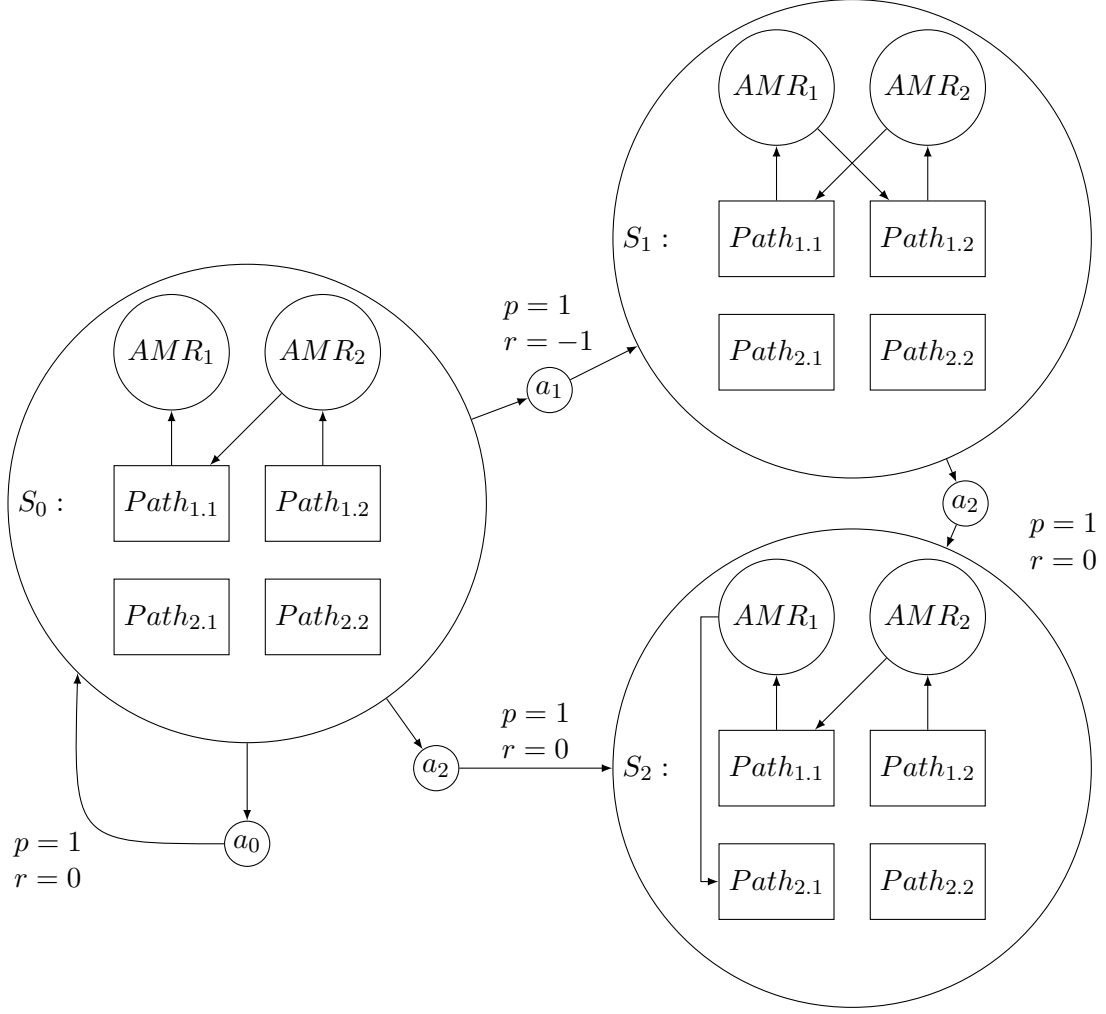 AMR₁ AMR₂
S₁ : Path₁.₁ Path₁.₂
Path₂.₁ Path₂.₂
p = 1
r = −1
a₁
AMR₁ AMR₂
S₀ : Path₁.₁ Path₁.₂
Path₂.₁ Path₂.₂
a₂
p = 1
r = 0
AMR₁ AMR₂
S₂ : Path₁.₁ Path₁.₂
Path₂.₁ Path₂.₂
p = 1
r = 0
a₂
a₀
p = 1
r = 0